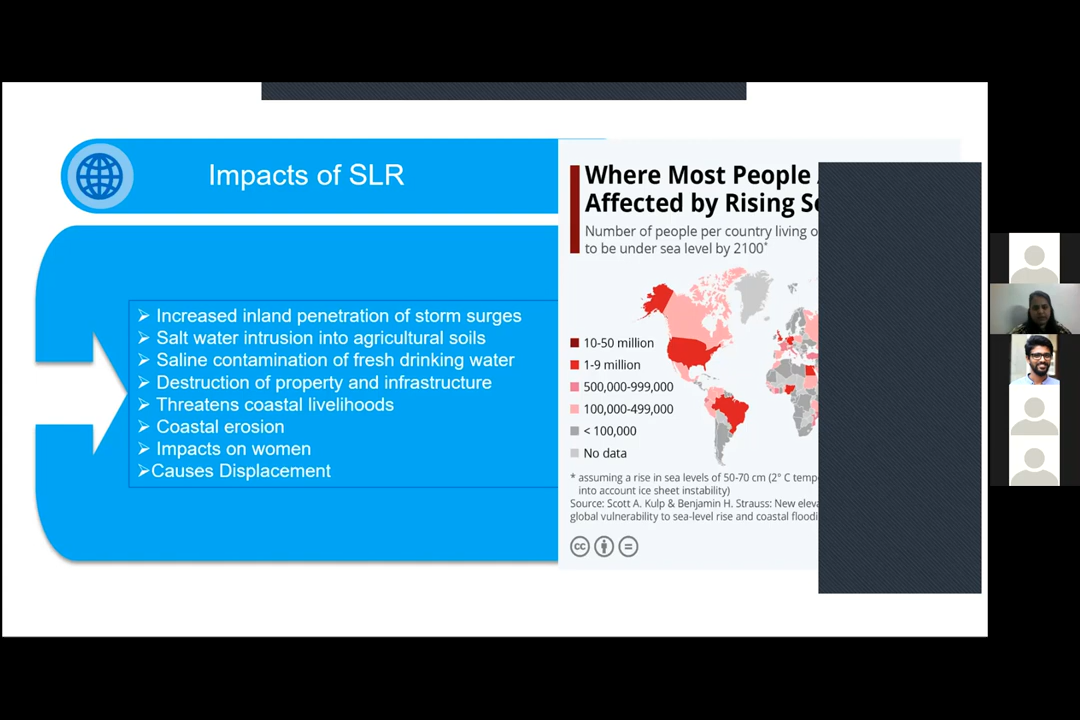 Impacts of SLR
Increased inland penetration of storm surges
Salt water intrusion into agricultural soils
Saline contamination of fresh drinking water
Destruction of property and infrastructure
Threatens coastal livelihoods
Coastal erosion
Impacts on women
Causes Displacement
Where Most People
Affected by Rising
Number of people per country living
to be under sea level by 2100*
10-50 million
1-9 million
500,000-999,000
100,000-499,000
< 100,000
No data
* assuming a rise in sea levels of 50-70 cm (2° C
into account ice sheet instability)
Source: Scott A. Kulp & Benjamin H. Strauss: New
global vulnerability to sea-level rise and coastal
cc